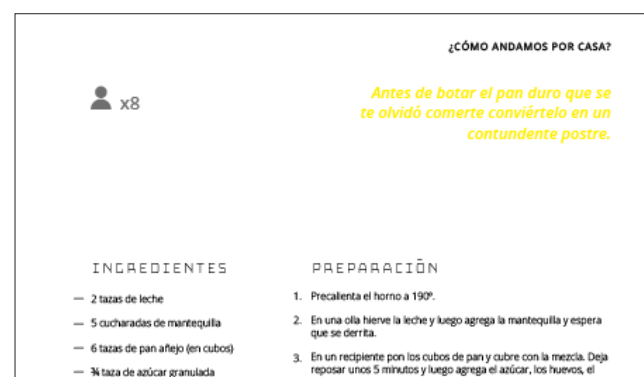 ¿CÓMO ANDAMOS POR CASA?
x8
Antes de botar el pan duro que se
te olvidó comerte conviértelo en un
contundente postre.
INGREDIENTES
— 2 tazas de leche
— 5 cucharadas de mantequilla
— 6 tazas de pan añejo (en cubos)
— ¾ taza de azúcar granulada
PREPARACIÓN
1. Precalienta el horno a 190º.
2. En una olla hierve la leche y luego agrega la mantequilla y espera
que se derrita.
3. En un recipiente pon los cubos de pan y cubre con la mezcla. Deja
reposar unos 5 minutos y luego agrega el azúcar, los huevos, el